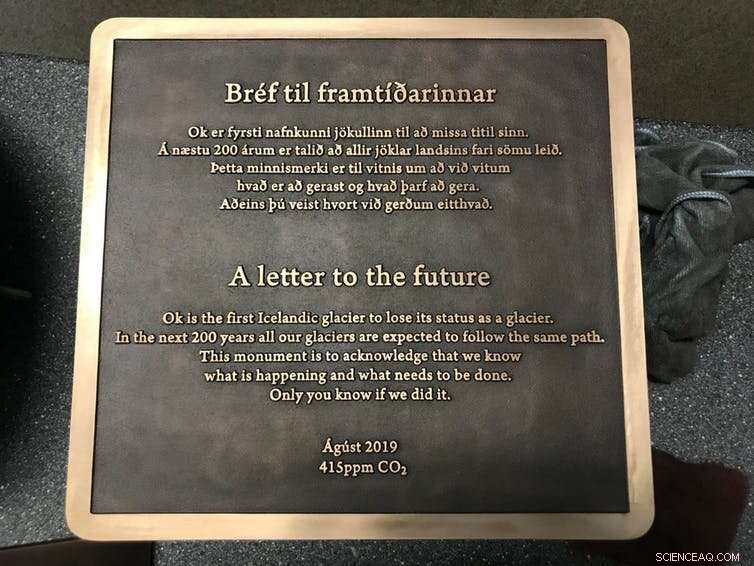 Bréf til framtíðarinnar
Ok er fyrsti nafnkunni jökullinn til að missa titil sinn.
Á næstu 200 árum er talið að allir jöklar landsins fari sömu leið.
Þetta minnismerki er til vitnis um að við vitum
hvað er að gerast og hvað þarf að gera.
Aðeins þú veist hvort við gerðum eitthvað.
A letter to the future
Ok is the first Icelandic glacier to lose its status as a glacier.
In the next 200 years all our glaciers are expected to follow the same path.
This monument is to acknowledge that we know
what is happening and what needs to be done.
Only you know if we did it.
Ágúst 2019
415ppm CO₂
SCIENCEAQ.COM